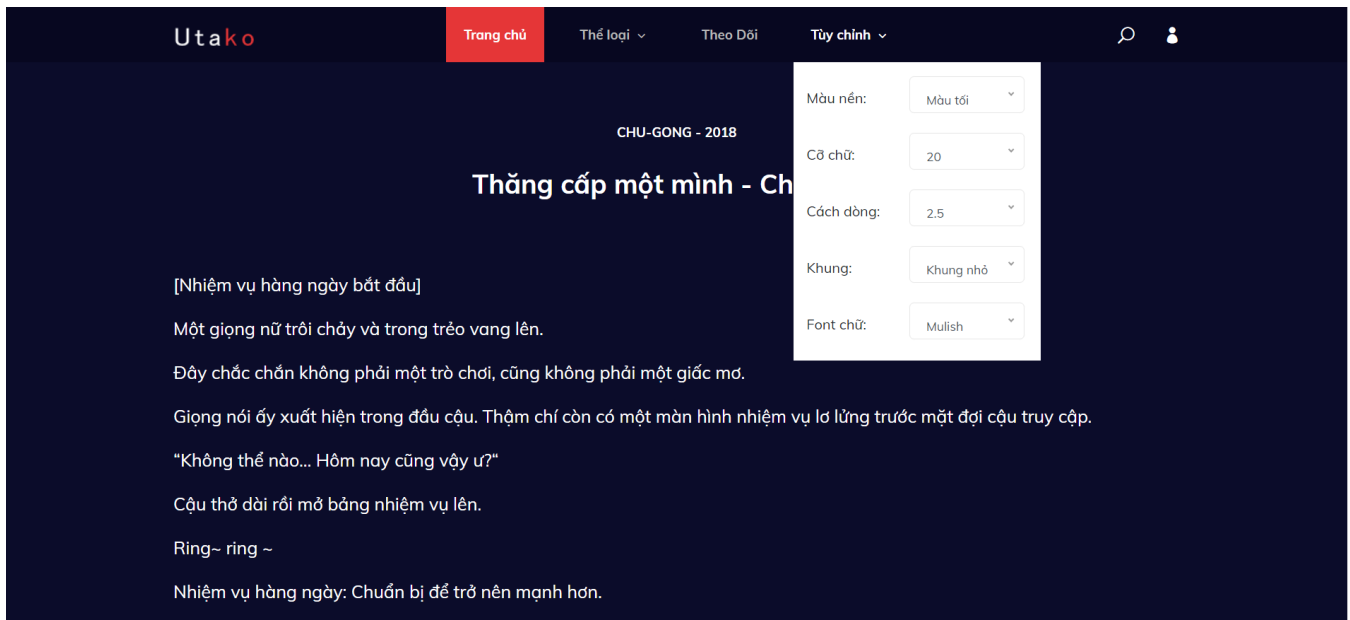 Utako Trang chủ Thể loại Theo Dõi Tùy chỉnh
Màu nền: Màu tối
Cỡ chữ: 20
Cách dòng: 2.5
Khung: Khung nhỏ
Font chữ: Mulish
CHU-GONG - 2018
Thăng cấp một mình - Ch
[Nhiệm vụ hàng ngày bắt đầu]
Một giọng nữ trôi chảy và trong trẻo vang lên.
Đây chắc chắn không phải một trò chơi, cũng không phải một giấc mơ.
Giọng nói ấy xuất hiện trong đầu cậu. Thậm chí còn có một màn hình nhiệm vụ lơ lửng trước mặt đợi cậu truy cập.
“Không thể nào... Hôm nay cũng vậy ư?“
Cậu thở dài rồi mở bảng nhiệm vụ lên.
Ring~ ring ~
Nhiệm vụ hàng ngày: Chuẩn bị để trở nên mạnh hơn.